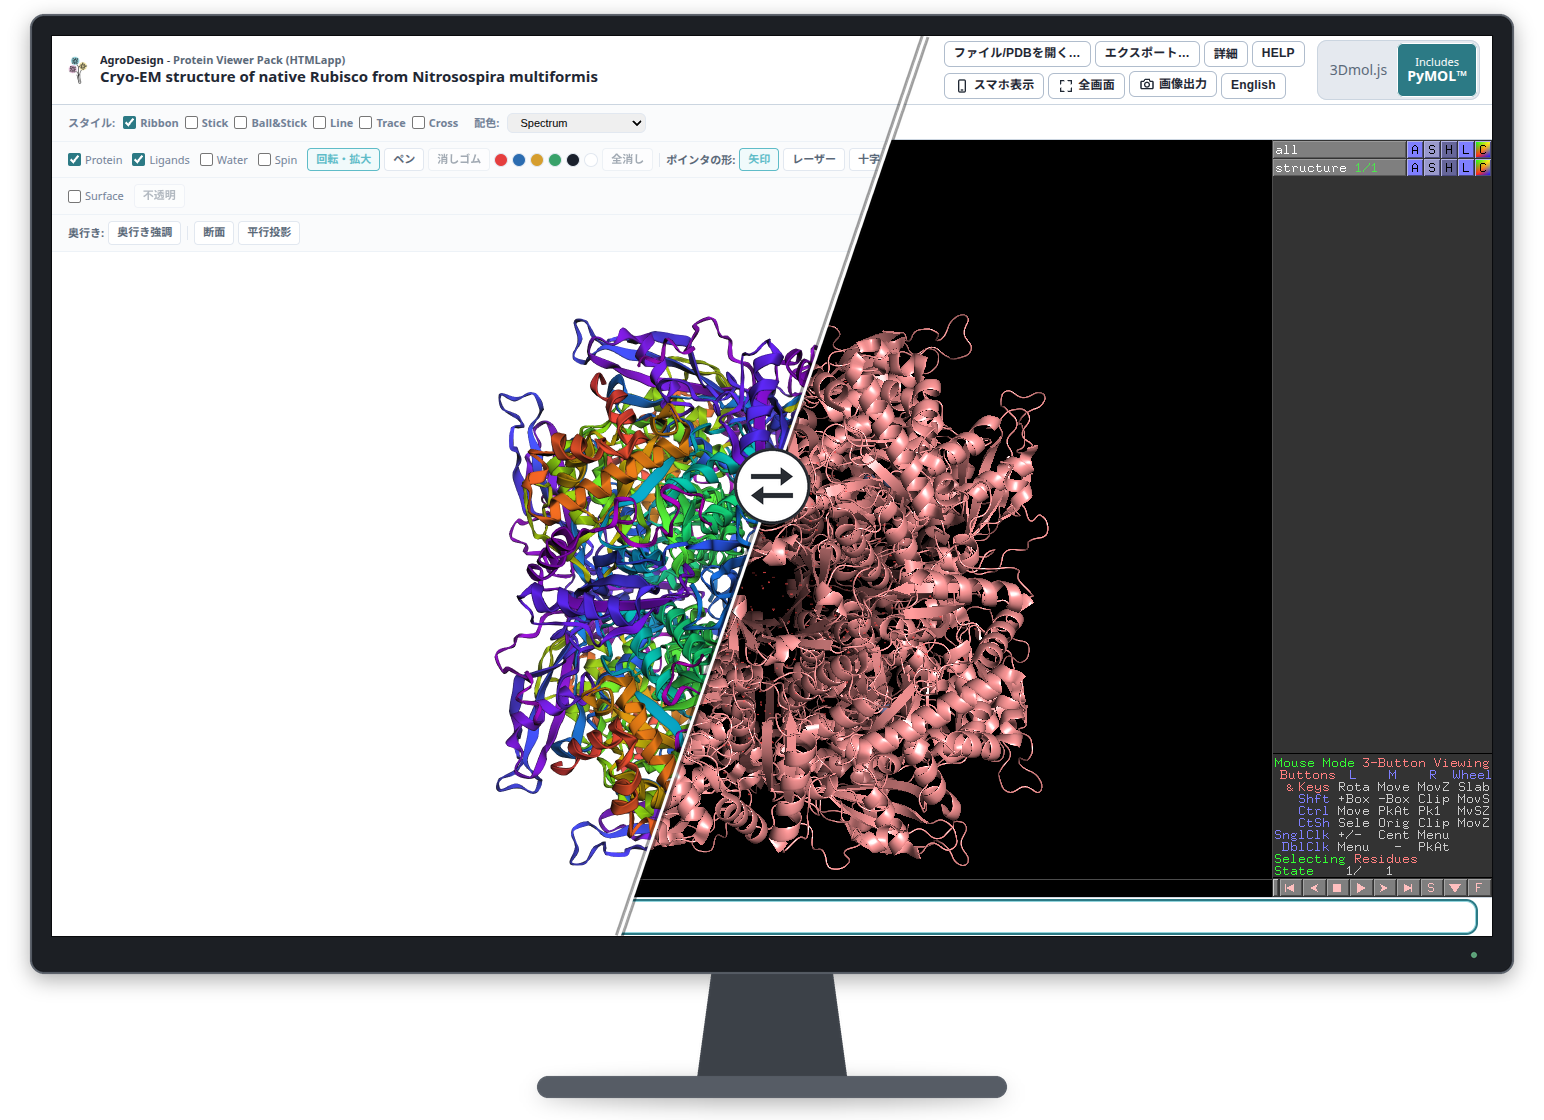 AgroDesign - Protein Viewer Pack (HTMLapp)
Cryo-EM structure of native Rubisco from Nitrosospira multiformis
ファイル/PDBを開く... エクスポート... 詳細 HELP
スマホ表示 全画面 画像出力 English
3Dmol.js
Includes
PyMOL™
スタイル: Ribbon Stick Ball&Stick Line Trace Cross 配色: Spectrum
Protein Ligands Water Spin 回転・拡大 ペン 消しゴム 全消し ポインタの形: 矢印 レーザー 十字
Surface 不透明
奥行き: 奥行き強調 断面 平行投影
all A S H L C
structure 1/1 A S H L C
Mouse Mode 3-Button Viewing
Buttons L M R Wheel
& Keys Rota Move MovZ Slab
Shft +Box -Box Clip MovS
Ctrl Move PkAt Pk1 MvSZ
CtSh Sele Orig Clip MovZ
SnglClk +/- Cent Menu
DblClk Menu - PkAt
Selecting Residues
State 1/ 1
S F